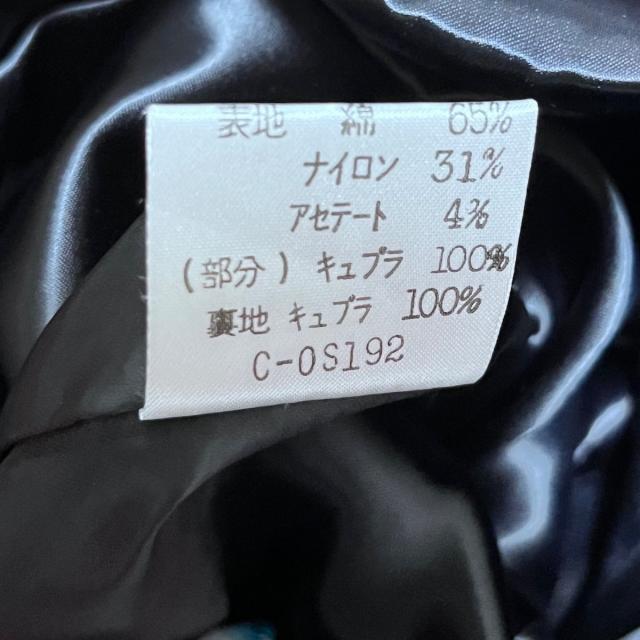 表地 綿 65%
ナイロン 31%
アセテート 4%
(部分) キュプラ 100%
裏地 キュプラ 100%
C-OS192